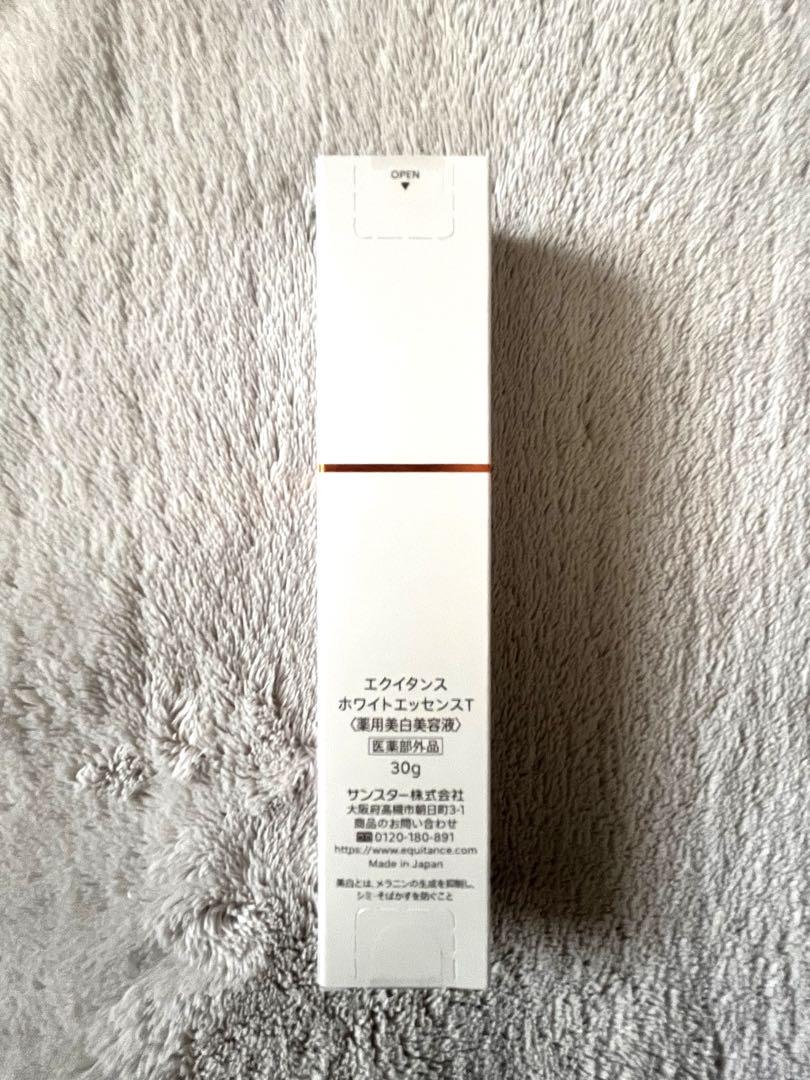 OPEN
▼
エクイタンス
ホワイトエッセンスT
〈薬用美白美容液〉
医薬部外品
30g
サンスター株式会社
大阪府高槻市朝日町3-1
商品のお問い合わせ
0120-180-891
https://www.equitance.com
Made in Japan
美白とは、メラニンの生成を抑制し、
シミ・そばかすを防ぐこと